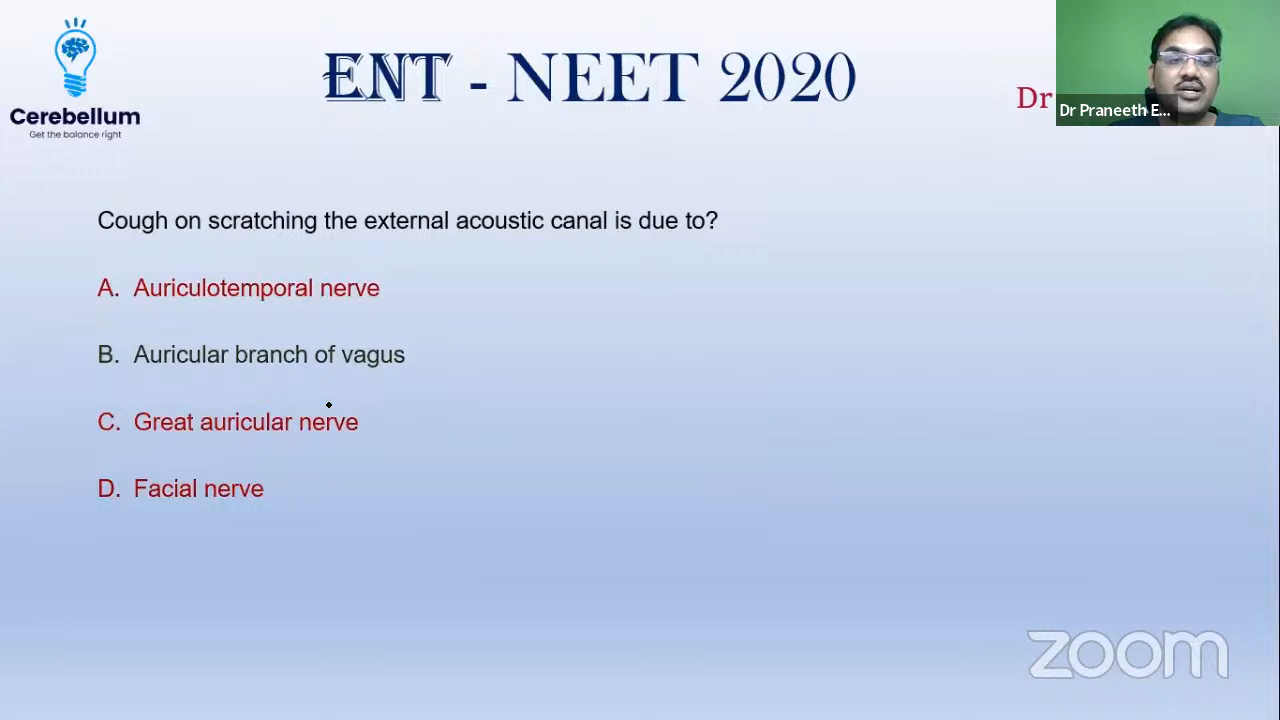 Cerebellum
Get the balance right
ENT - NEET 2020
Dr
Dr Praneeth E...
Cough on scratching the external acoustic canal is due to?
A. Auriculotemporal nerve
B. Auricular branch of vagus
C. Great auricular nerve
D. Facial nerve
zoom